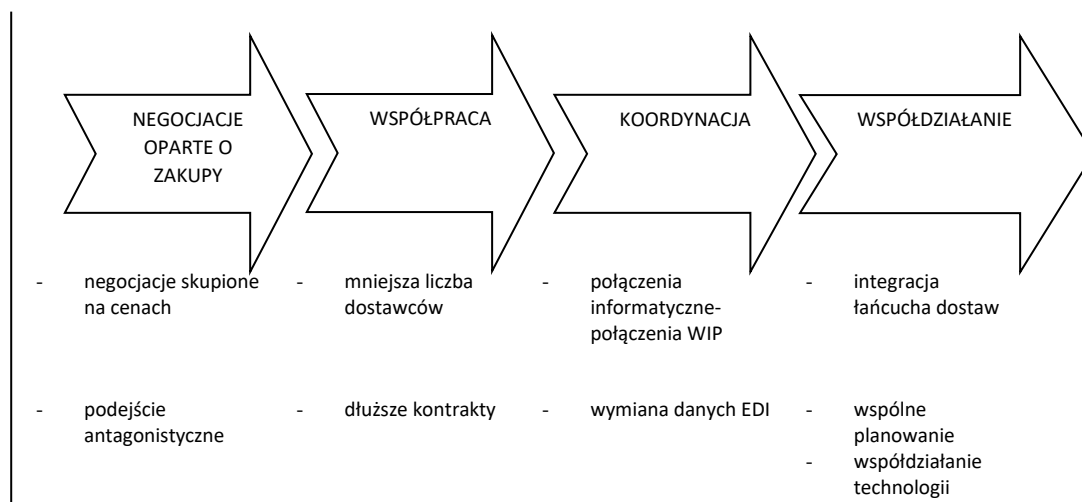 NEGOCJACJE
OPARTE O
ZAKUPY
WSPÓŁPRACA
KOORDYNACJA
WSPÓŁDZIAŁANIE
- negocjacje skupione
na cenach
- podejście
antagonistyczne
- mniejsza liczba
dostawców
- dłuższe kontrakty
- połączenia
informatyczne-
połączenia WIP
- wymiana danych EDI
- integracja
łańcucha dostaw
- wspólne
planowanie
- współdziałanie
technologii